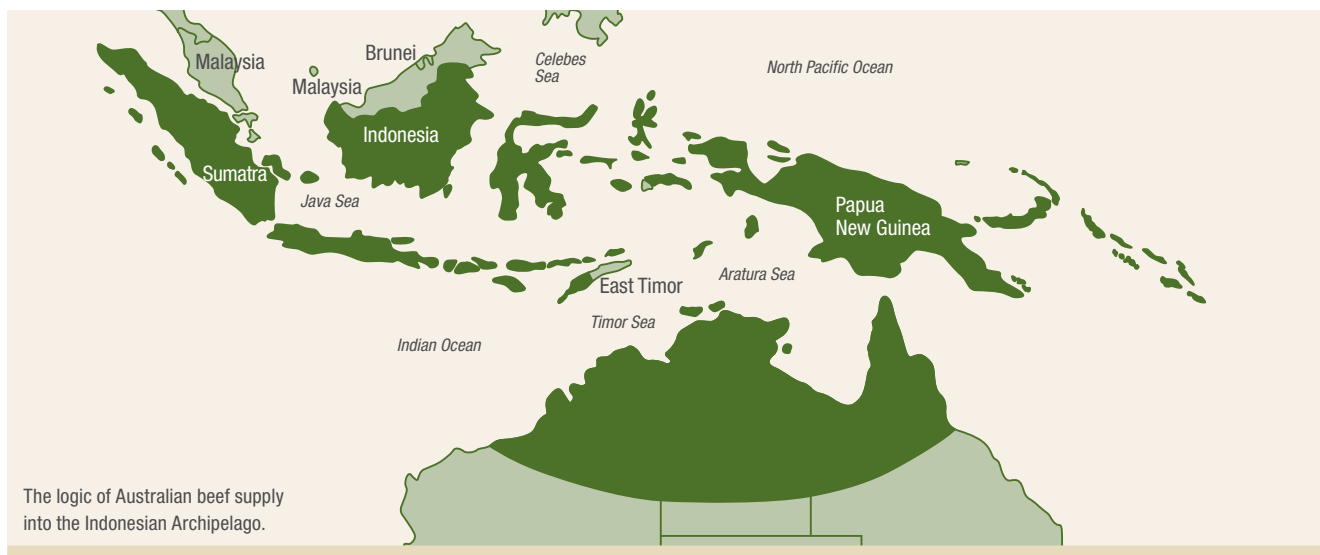 Malaysia
Brunei
Malaysia
Celebes
Sea
North Pacific Ocean
Indonesia
Sumatra
Java Sea
Papua
New Guinea
Aratura Sea
East Timor
Timor Sea
Indian Ocean
The logic of Australian beef supply
into the Indonesian Archipelago.